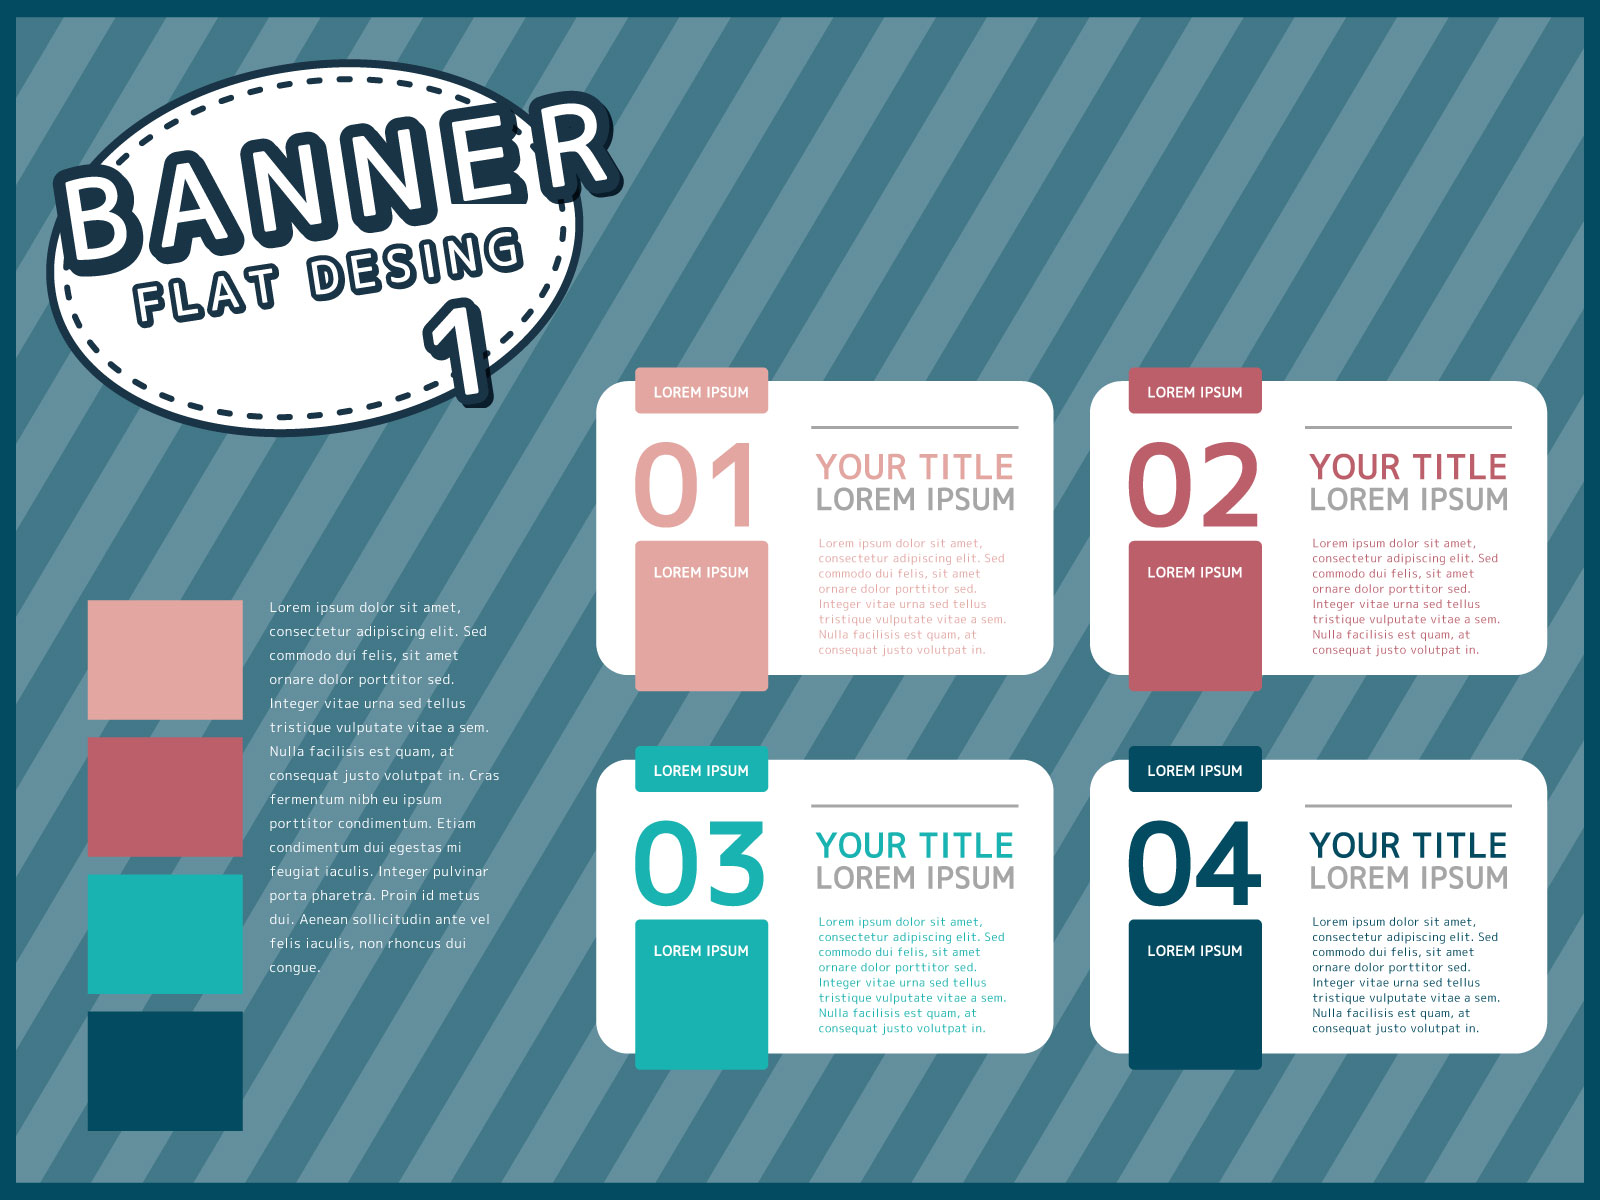 BANNER
FLAT DESING
1
LOREM IPSUM
01
YOUR TITLE
LOREM IPSUM
Lorem ipsum dolor sit amet,
consectetur adipiscing elit. Sed
commodo dui felis, sit amet
ornare dolor porttitor sed.
Integer vitae urna sed tellus
tristique vulputate vitae a sem.
Nulla facilisis est quam, at
consequat justo volutpat in.
LOREM IPSUM
LOREM IPSUM
02
YOUR TITLE
LOREM IPSUM
Lorem ipsum dolor sit amet,
consectetur adipiscing elit. Sed
commodo dui felis, sit amet
ornare dolor porttitor sed.
Integer vitae urna sed tellus
tristique vulputate vitae a sem.
Nulla facilisis est quam, at
consequat justo volutpat in.
LOREM IPSUM
Lorem ipsum dolor sit amet,
consectetur adipiscing elit. Sed
commodo dui felis, sit amet
ornare dolor porttitor sed.
Integer vitae urna sed tellus
tristique vulputate vitae a sem.
Nulla facilisis est quam, at
consequat justo volutpat in. Cras
fermentum nibh eu ipsum
porttitor condimentum. Etiam
condimentum dui egestas mi
feugiat iaculis. Integer pulvinar
porta pharetra. Proin id metus
dui. Aenean sollicitudin ante vel
felis iaculis, non rhoncus dui
congue.
LOREM IPSUM
03
YOUR TITLE
LOREM IPSUM
Lorem ipsum dolor sit amet,
consectetur adipiscing elit. Sed
commodo dui felis, sit amet
ornare dolor porttitor sed.
Integer vitae urna sed tellus
tristique vulputate vitae a sem.
Nulla facilisis est quam, at
consequat justo volutpat in.
LOREM IPSUM
LOREM IPSUM
04
YOUR TITLE
LOREM IPSUM
Lorem ipsum dolor sit amet,
consectetur adipiscing elit. Sed
commodo dui felis, sit amet
ornare dolor porttitor sed.
Integer vitae urna sed tellus
tristique vulputate vitae a sem.
Nulla facilisis est quam, at
consequat justo volutpat in.
LOREM IPSUM